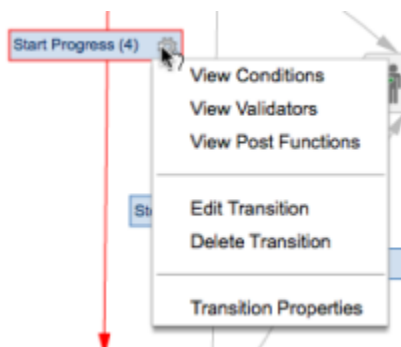 Start Progress (4)
View Conditions
View Validators
View Post Functions
Edit Transition
Delete Transition
Transition Properties